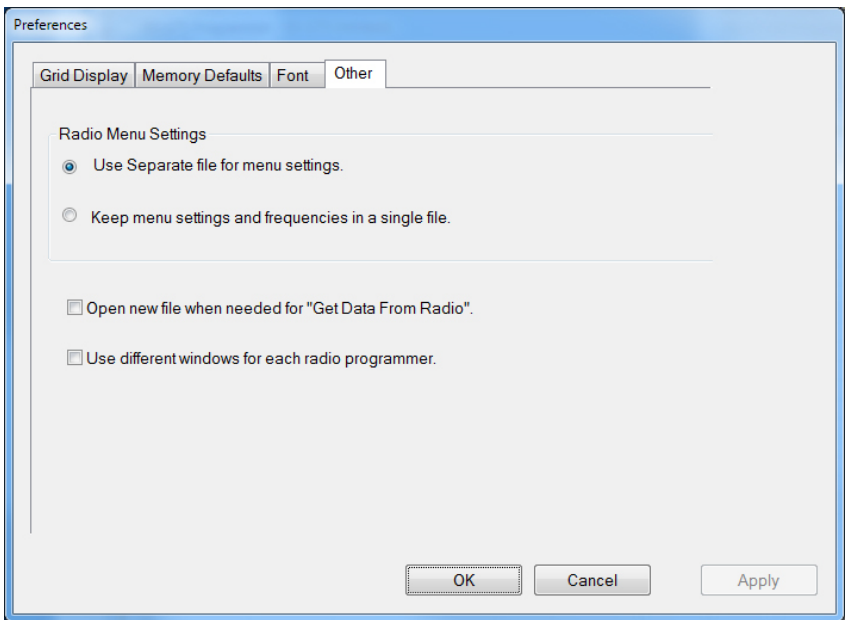 Preferences
Grid Display Memory Defaults Font Other
Radio Menu Settings
Use Separate file for menu settings.
Keep menu settings and frequencies in a single file.
Open new file when needed for "Get Data From Radio".
Use different windows for each radio programmer.
OK Cancel Apply